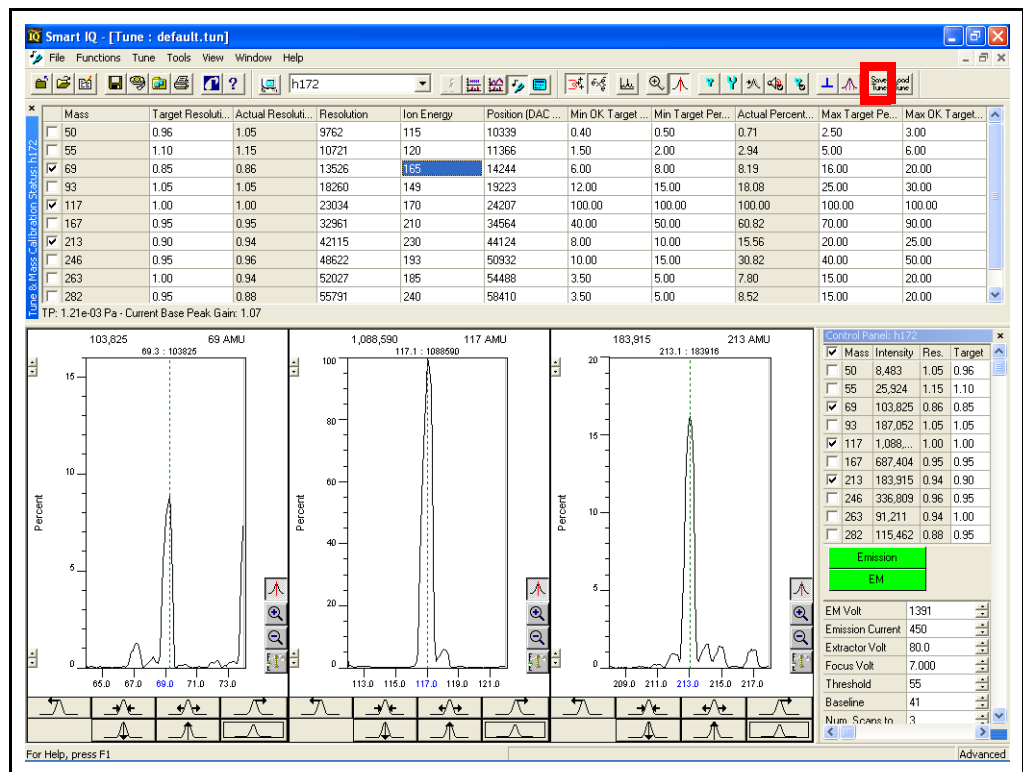 Smart IQ - [Tune : default.tun]
File Functions Tune Tools View Window Help
h172
Save Tune
Load Tune
Tune & Mass Calibration Status: h172
Mass Target Resoluti... Actual Resoluti... Resolution Ion Energy Position (DAC ... Min OK Target ... Min Target Per... Actual Percent... Max Target Pe... Max OK Target...
50 0.96 1.05 9762 115 10339 0.40 0.50 0.71 2.50 3.00
55 1.10 1.15 10721 120 11366 1.50 2.00 2.94 5.00 6.00
69 0.85 0.86 13526 165 14244 6.00 8.00 8.19 16.00 20.00
93 1.05 1.05 18260 149 19223 12.00 15.00 18.08 25.00 30.00
117 1.00 1.00 23034 170 24207 100.00 100.00 100.00 100.00 100.00
167 0.95 0.95 32961 210 34564 40.00 50.00 60.82 70.00 90.00
213 0.90 0.94 42115 230 44124 8.00 10.00 15.56 20.00 25.00
246 0.95 0.96 48622 193 50932 10.00 15.00 30.82 40.00 50.00
263 1.00 0.94 52027 185 54488 3.50 5.00 7.80 15.00 20.00
282 0.95 0.88 55791 240 58410 3.50 5.00 8.52 15.00 20.00
TP: 1.21e-03 Pa - Current Base Peak Gain: 1.07
103,825 69 AMU
69.3 : 103825
Percent
15
10
5
0
65.0 67.0 69.0 71.0 73.0
1,088,590 117 AMU
117.1 : 1088590
Percent
100
80
60
40
20
0
113.0 115.0 117.0 119.0 121.0
183,915 213 AMU
213.1 : 183916
Percent
20
15
10
5
0
209.0 211.0 213.0 215.0 217.0
Control Panel: h172
Mass Intensity Res. Target
50 8,483 1.05 0.96
55 25,924 1.15 1.10
69 103,825 0.86 0.85
93 187,052 1.05 1.05
117 1,088,... 1.00 1.00
167 687,404 0.95 0.95
213 183,915 0.94 0.90
246 336,809 0.96 0.95
263 91,211 0.94 1.00
282 115,462 0.88 0.95
Emission
EM
EM Volt 1391
Emission Current 450
Extractor Volt 80.0
Focus Volt 7.000
Threshold 55
Baseline 41
Num. Scans to 3
For Help, press F1
Advanced